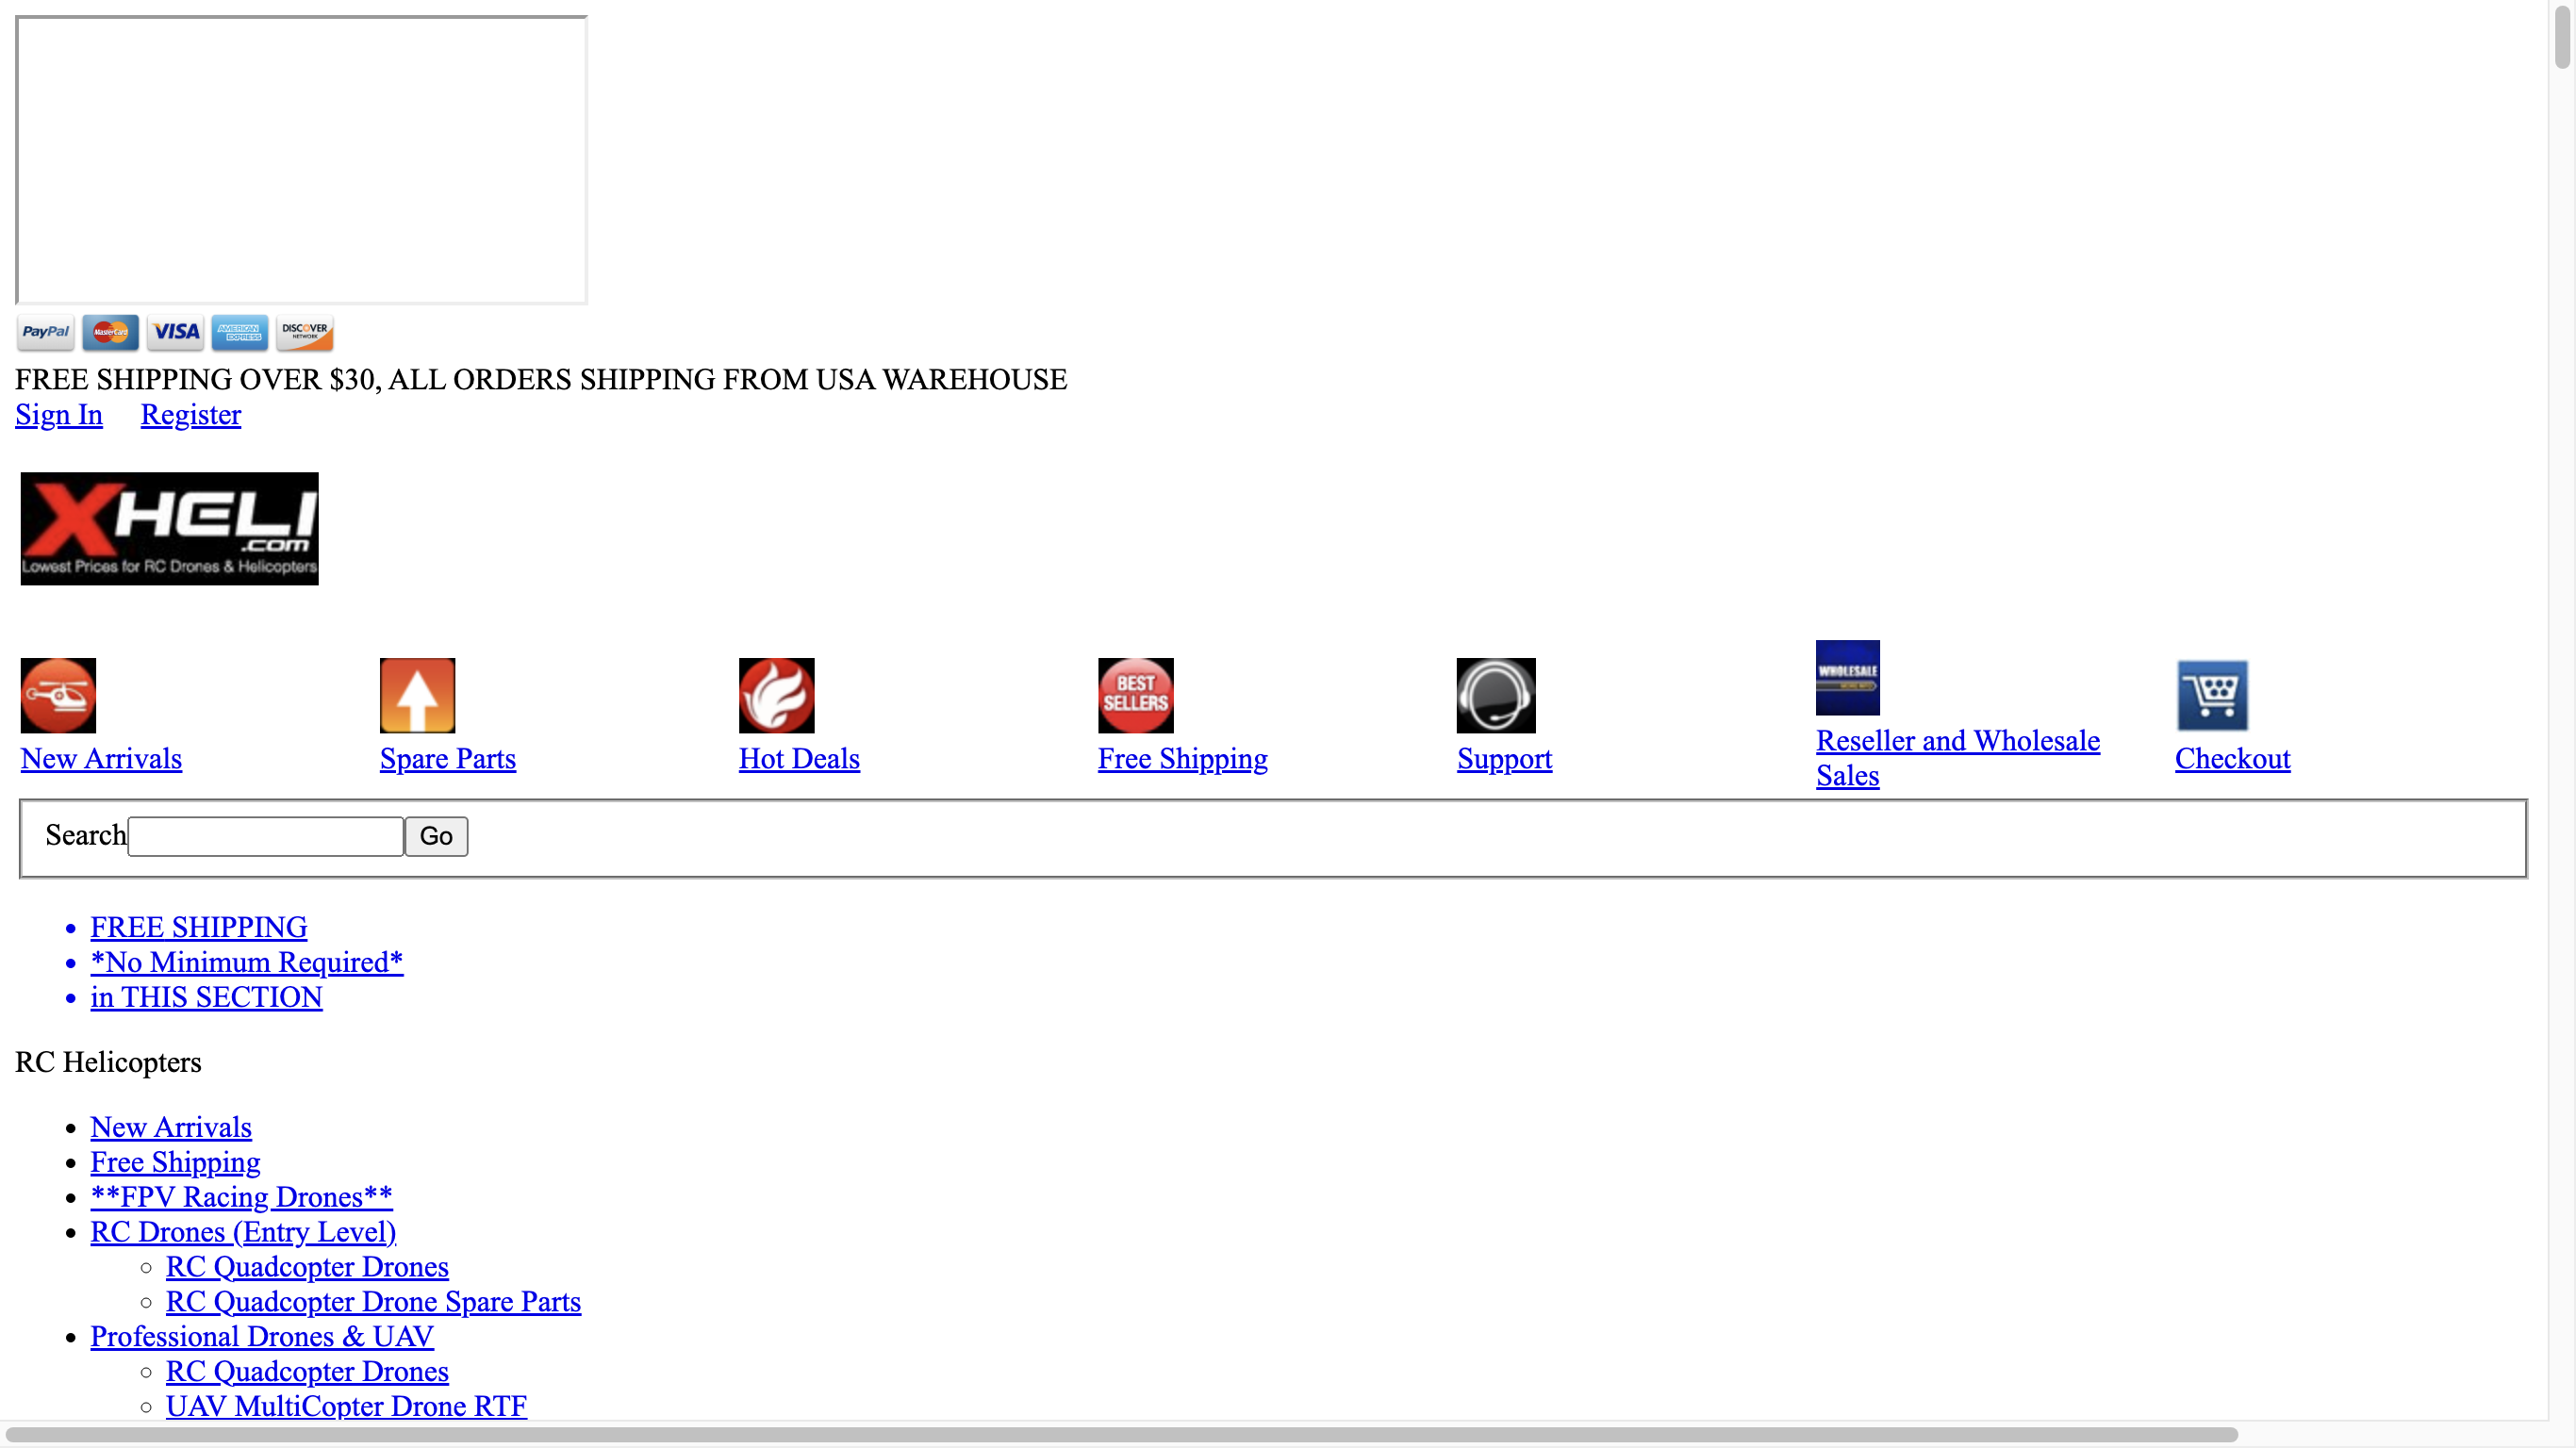 PayPal MasterCard VISA AMERICAN EXPRESS DISCOVER NETWORK
FREE SHIPPING OVER $30, ALL ORDERS SHIPPING FROM USA WAREHOUSE
Sign In Register
XHELI
.com
Lowest Prices for RC Drones & Helicopters
BEST SELLERS
WHOLESALE
New Arrivals
Spare Parts
Hot Deals
Free Shipping
Support
Reseller and Wholesale
Sales
Checkout
Search Go
FREE SHIPPING
*No Minimum Required*
in THIS SECTION
RC Helicopters
New Arrivals
Free Shipping
**FPV Racing Drones**
RC Drones (Entry Level)
RC Quadcopter Drones
RC Quadcopter Drone Spare Parts
Professional Drones & UAV
RC Quadcopter Drones
UAV MultiCopter Drone RTF